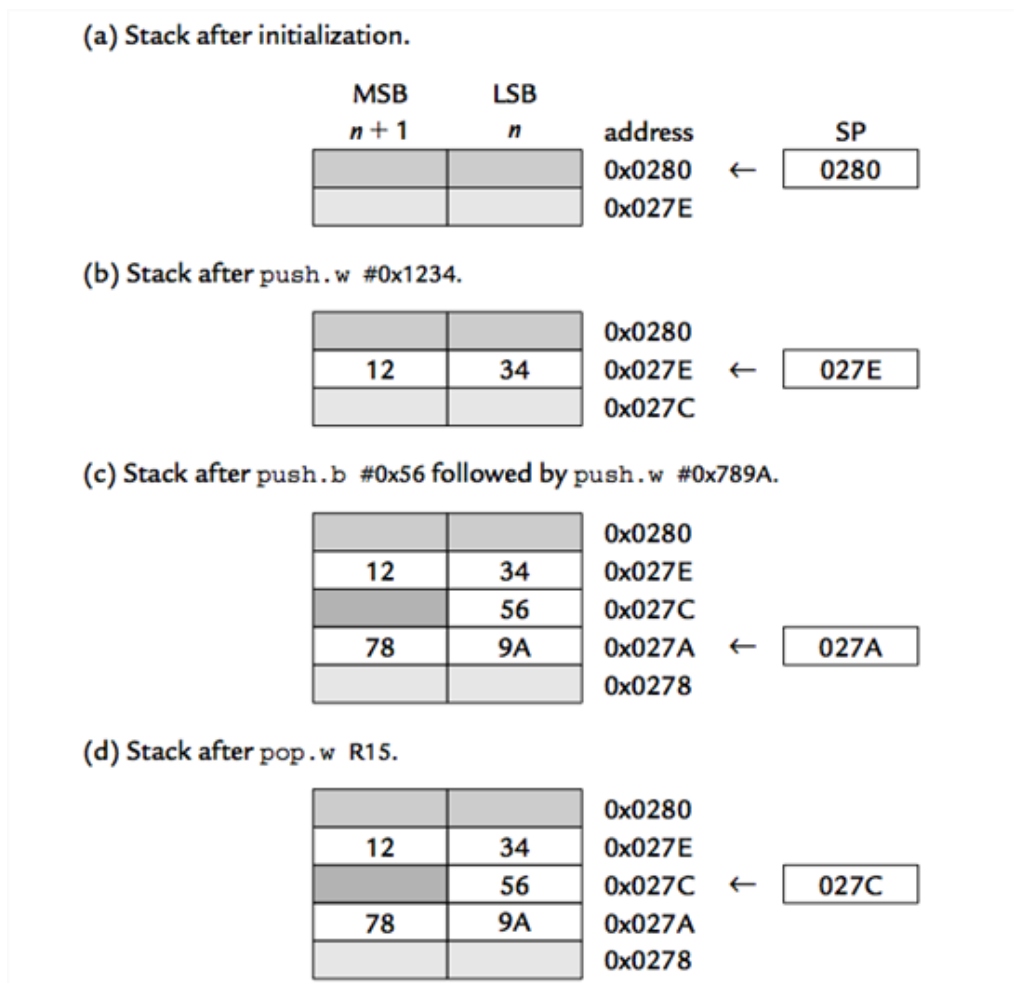 (a) Stack after initialization.
MSB LSB
n + 1 n address SP
0x0280 ← 0280
0x027E
(b) Stack after push.w #0x1234.
0x0280
12 34 0x027E ← 027E
0x027C
(c) Stack after push.b #0x56 followed by push.w #0x789A.
0x0280
12 34 0x027E
56 0x027C
78 9A 0x027A ← 027A
0x0278
(d) Stack after pop.w R15.
0x0280
12 34 0x027E
56 0x027C ← 027C
78 9A 0x027A
0x0278